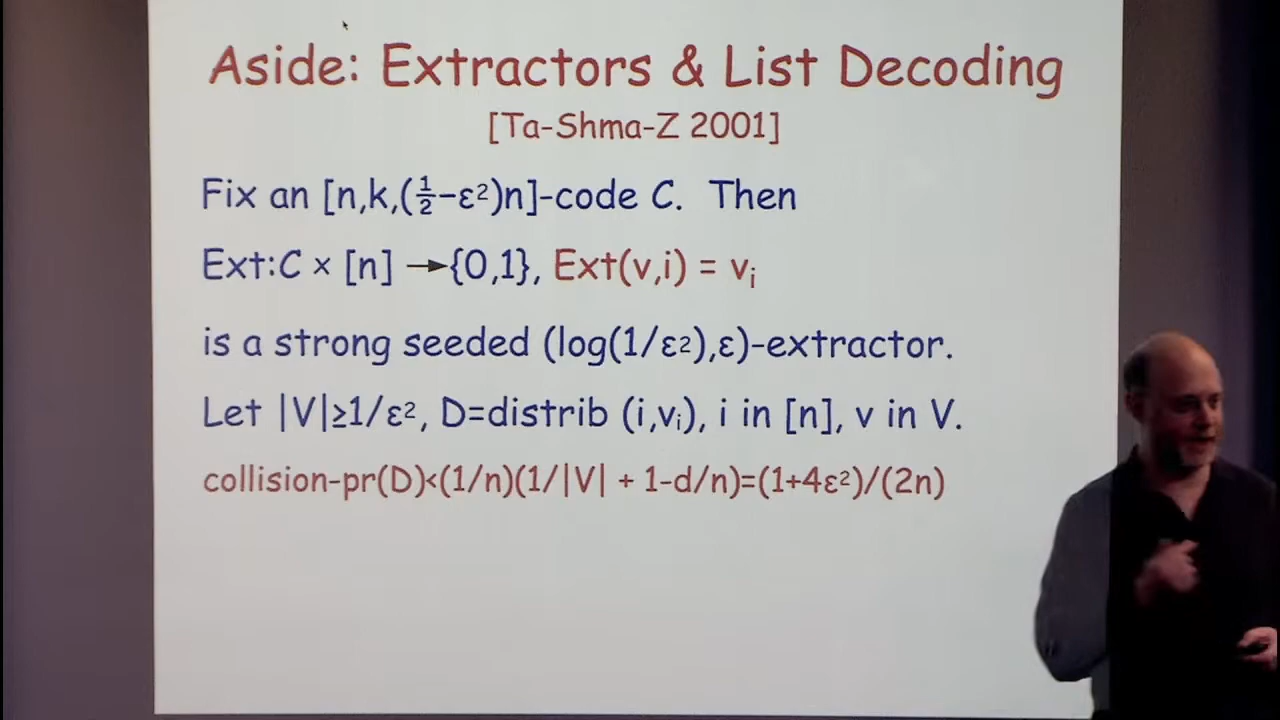 Aside: Extractors & List Decoding
[Ta-Shma-Z 2001]
Fix an [n,k,(½-ε²)n]-code C. Then
Ext:C × [n] →{0,1}, Ext(v,i) = vᵢ
is a strong seeded (log(1/ε²),ε)-extractor.
Let |V|≥1/ε², D=distrib (i,vᵢ), i in [n], v in V.
collision-pr(D)<(1/n)(1/|V| + 1-d/n)=(1+4ε²)/(2n)